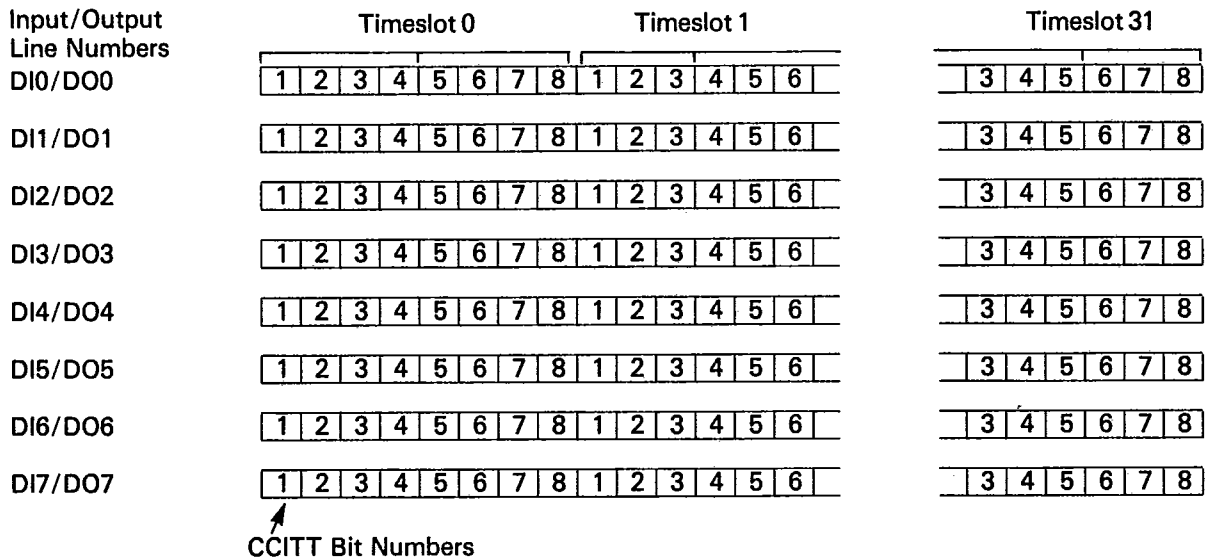 Input/Output Timeslot 0 Timeslot 1 Timeslot 31
Line Numbers
DI0/DO0 1 2 3 4 5 6 7 8 1 2 3 4 5 6 3 4 5 6 7 8
DI1/DO1 1 2 3 4 5 6 7 8 1 2 3 4 5 6 3 4 5 6 7 8
DI2/DO2 1 2 3 4 5 6 7 8 1 2 3 4 5 6 3 4 5 6 7 8
DI3/DO3 1 2 3 4 5 6 7 8 1 2 3 4 5 6 3 4 5 6 7 8
DI4/DO4 1 2 3 4 5 6 7 8 1 2 3 4 5 6 3 4 5 6 7 8
DI5/DO5 1 2 3 4 5 6 7 8 1 2 3 4 5 6 3 4 5 6 7 8
DI6/DO6 1 2 3 4 5 6 7 8 1 2 3 4 5 6 3 4 5 6 7 8
DI7/DO7 1 2 3 4 5 6 7 8 1 2 3 4 5 6 3 4 5 6 7 8
CCITT Bit Numbers